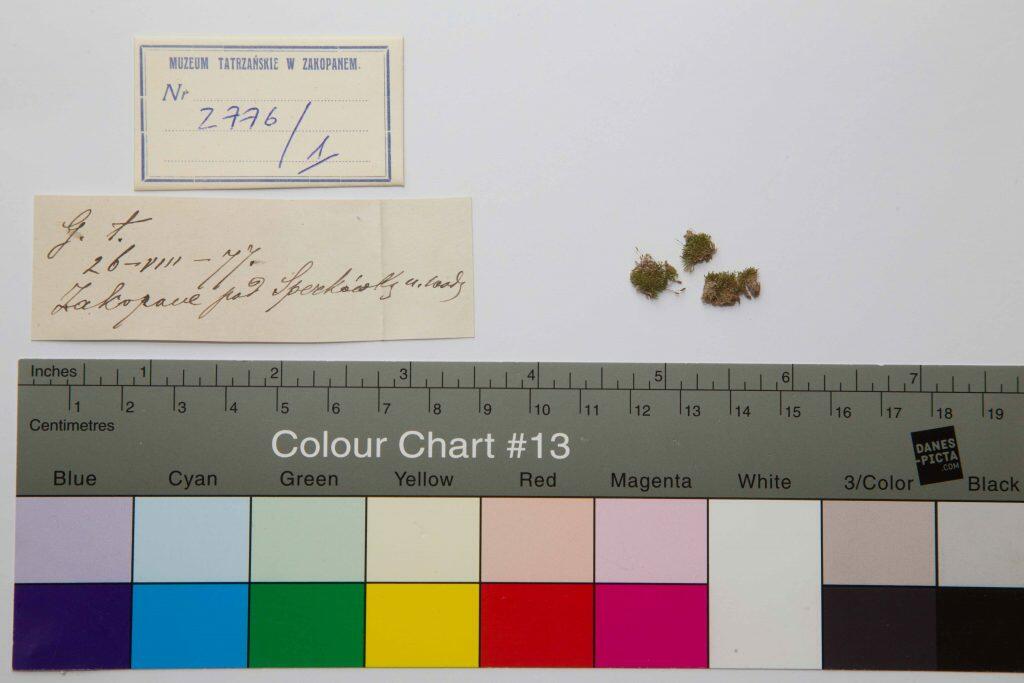 MUZEUM TATRZAŃSKIE W ZAKOPANEM.
Nr
2776/1
G. t.
26-VIII-77.
Zakopane pod u. wody
Inches 1 2 3 4 5 6 7
1 2 3 4 5 6 7 8 9 10 11 12 13 14 15 16 17 18 19
Centimetres
Colour Chart #13
DANES
-PICTA
.COM
Blue Cyan Green Yellow Red Magenta White 3/Color Black